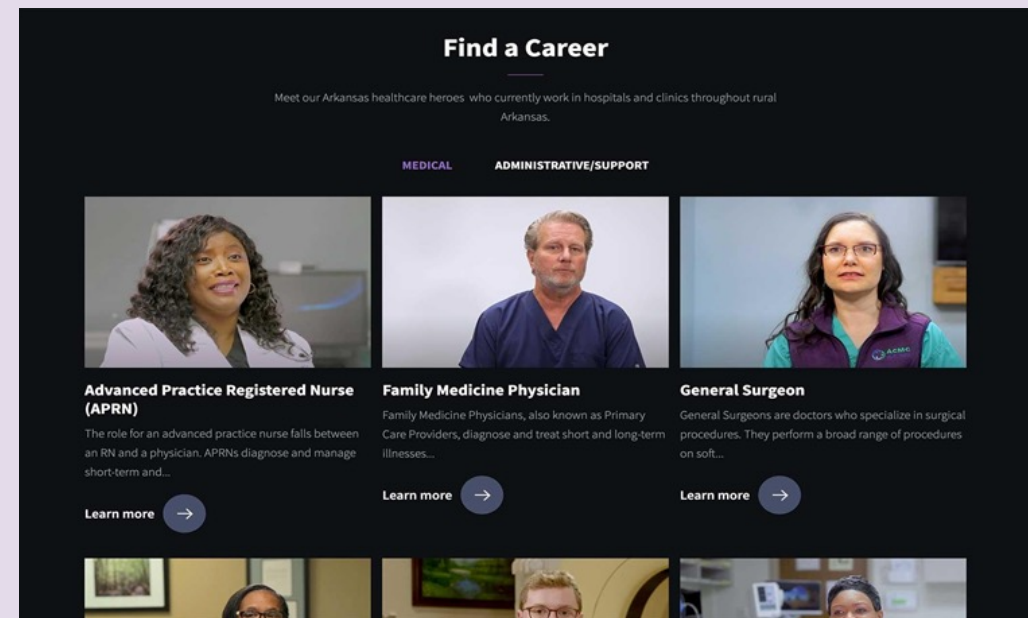 Find a Career
Meet our Arkansas healthcare heroes who currently work in hospitals and clinics throughout rural
Arkansas.
MEDICAL
ADMINISTRATIVE/SUPPORT
ACMC
Advanced Practice Registered Nurse
(APRN)
The role for an advanced practice nurse falls between
an RN and a physician. APRNs diagnose and manage
short-term and...
Learn more
Family Medicine Physician
Family Medicine Physicians, also known as Primary
Care Providers, diagnose and treat short and long-term
illnesses...
Learn more
General Surgeon
General Surgeons are doctors who specialize in surgical
procedures. They perform a broad range of procedures
on soft...
Learn more